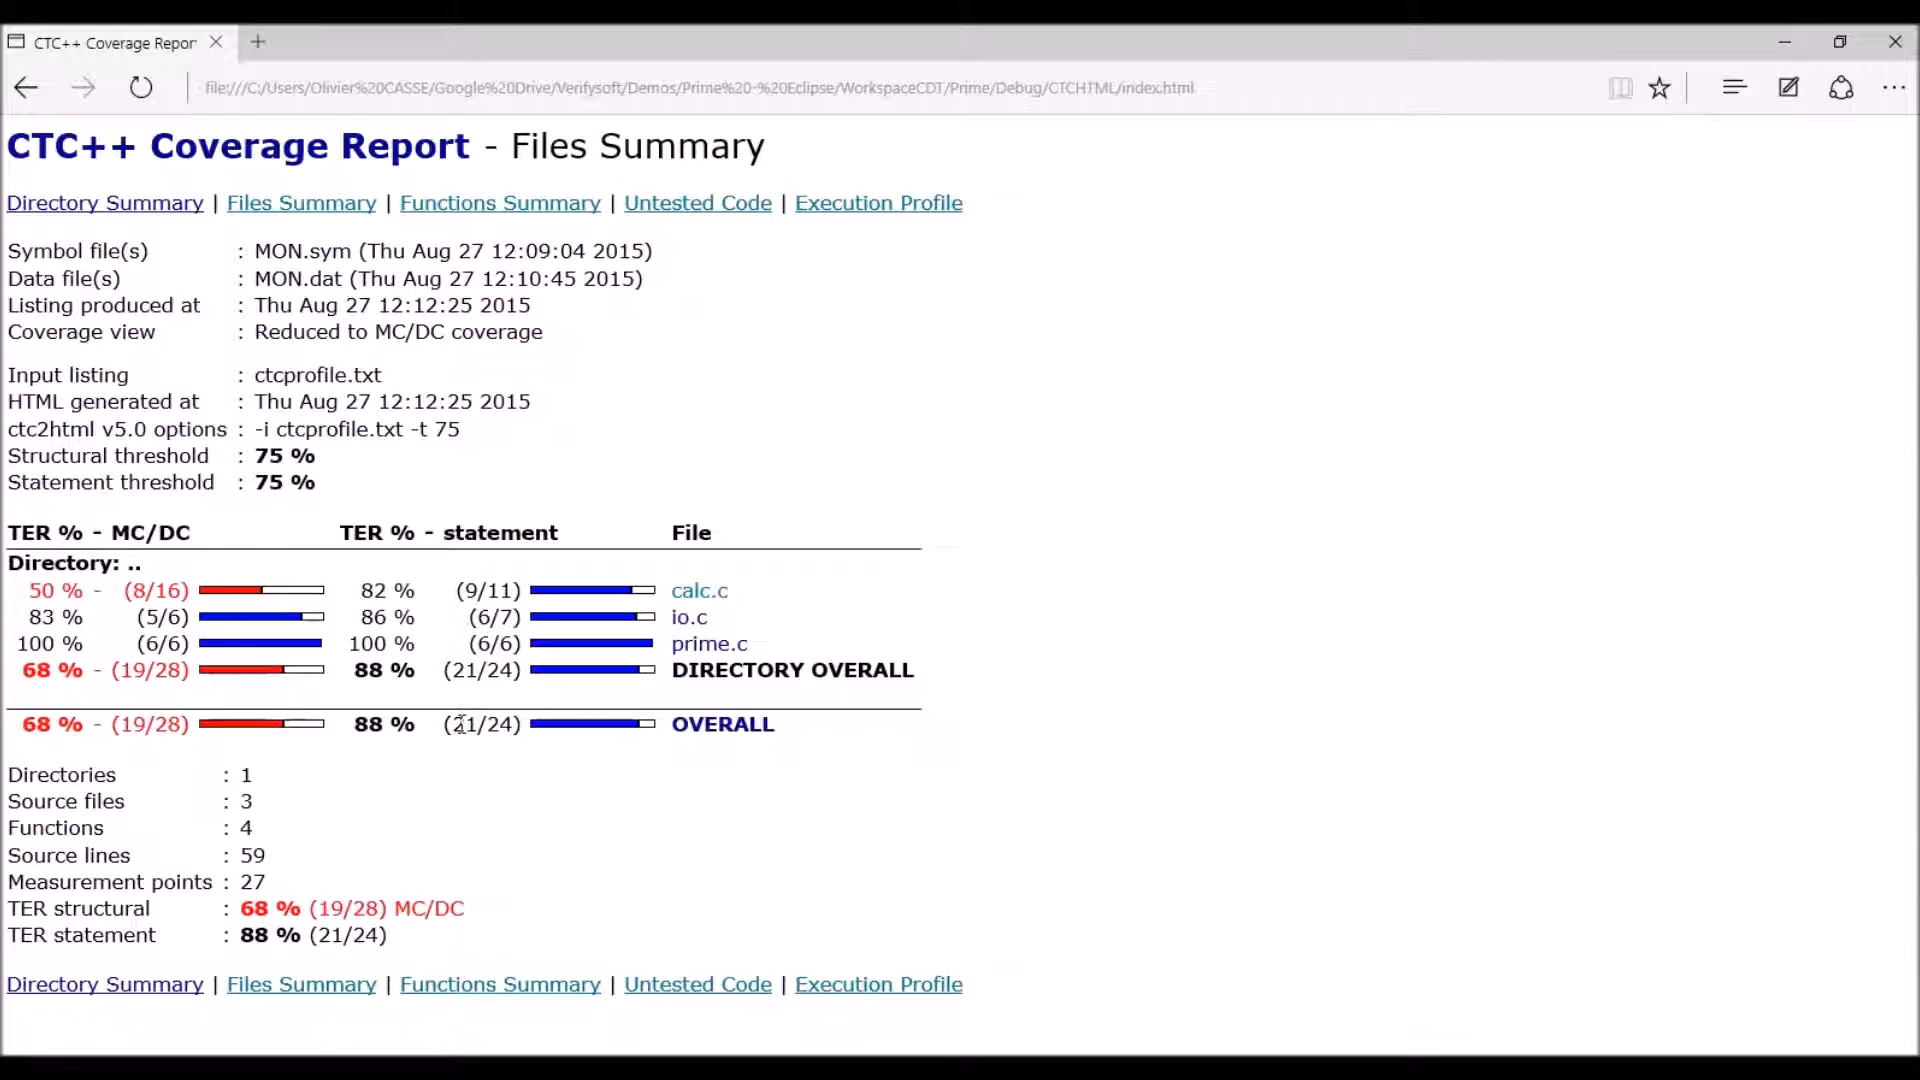 CTC++ Coverage Repor
file:///C:/Users/Olivier%20CASSE/Google%20Drive/Verifysoft/Demos/Prime%20-%20Eclipse/WorkspaceCDT/Prime/Debug/CTCHTML/index.html
CTC++ Coverage Report - Files Summary
Directory Summary | Files Summary | Functions Summary | Untested Code | Execution Profile
Symbol file(s) : MON.sym (Thu Aug 27 12:09:04 2015)
Data file(s) : MON.dat (Thu Aug 27 12:10:45 2015)
Listing produced at : Thu Aug 27 12:12:25 2015
Coverage view : Reduced to MC/DC coverage
Input listing : ctcprofile.txt
HTML generated at : Thu Aug 27 12:12:25 2015
ctc2html v5.0 options : -i ctcprofile.txt -t 75
Structural threshold : 75 %
Statement threshold : 75 %
TER % - MC/DC TER % - statement File
Directory: ..
50 % - (8/16) 82 % (9/11) calc.c
83 % (5/6) 86 % (6/7) io.c
100 % (6/6) 100 % (6/6) prime.c
68 % - (19/28) 88 % (21/24) DIRECTORY OVERALL
68 % - (19/28) 88 % (21/24) OVERALL
Directories : 1
Source files : 3
Functions : 4
Source lines : 59
Measurement points : 27
TER structural : 68 % (19/28) MC/DC
TER statement : 88 % (21/24)
Directory Summary | Files Summary | Functions Summary | Untested Code | Execution Profile